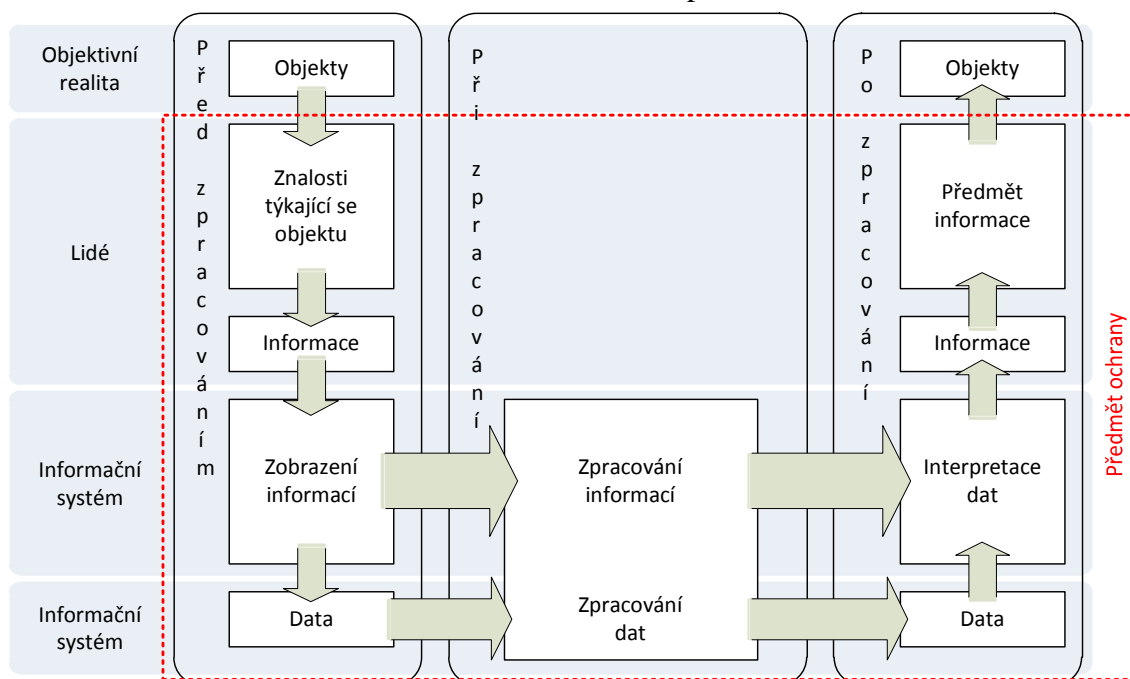 Objektivní
realita
Lidé
Informační
systém
Informační
systém
Před zpracováním
Objekty
Znalosti
týkající se
objektu
Informace
Zobrazení
informací
Data
Při zpracování
Zpracování
informací
Zpracování
dat
Po zpracování
Objekty
Předmět
informace
Informace
Interpretace
dat
Data
Předmět ochrany